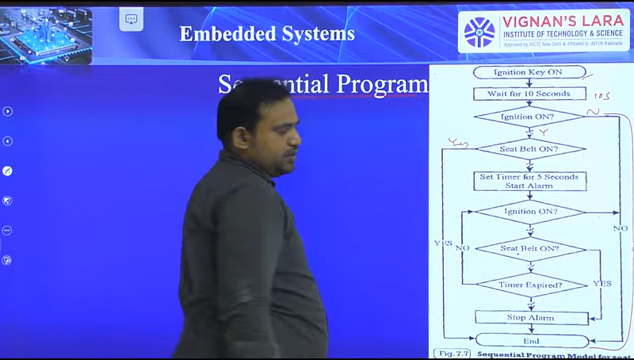 Embedded Systems
VIGNAN'S LARA
INSTITUTE OF TECHNOLOGY & SCIENCE
Approved by AICTE New Delhi & Affiliated to JNTUK Kakinada
Sequential Program
Ignition Key ON
Wait for 10 Seconds
10s
Ignition ON?
N
Y
Yes
Seat Belt ON?
Set Timer for 5 Seconds
Start Alarm
Ignition ON?
NO
YES
NO
Seat Belt ON?
Timer Expired?
YES
Stop Alarm
End
Fig. 7.7
Sequential Program Model for